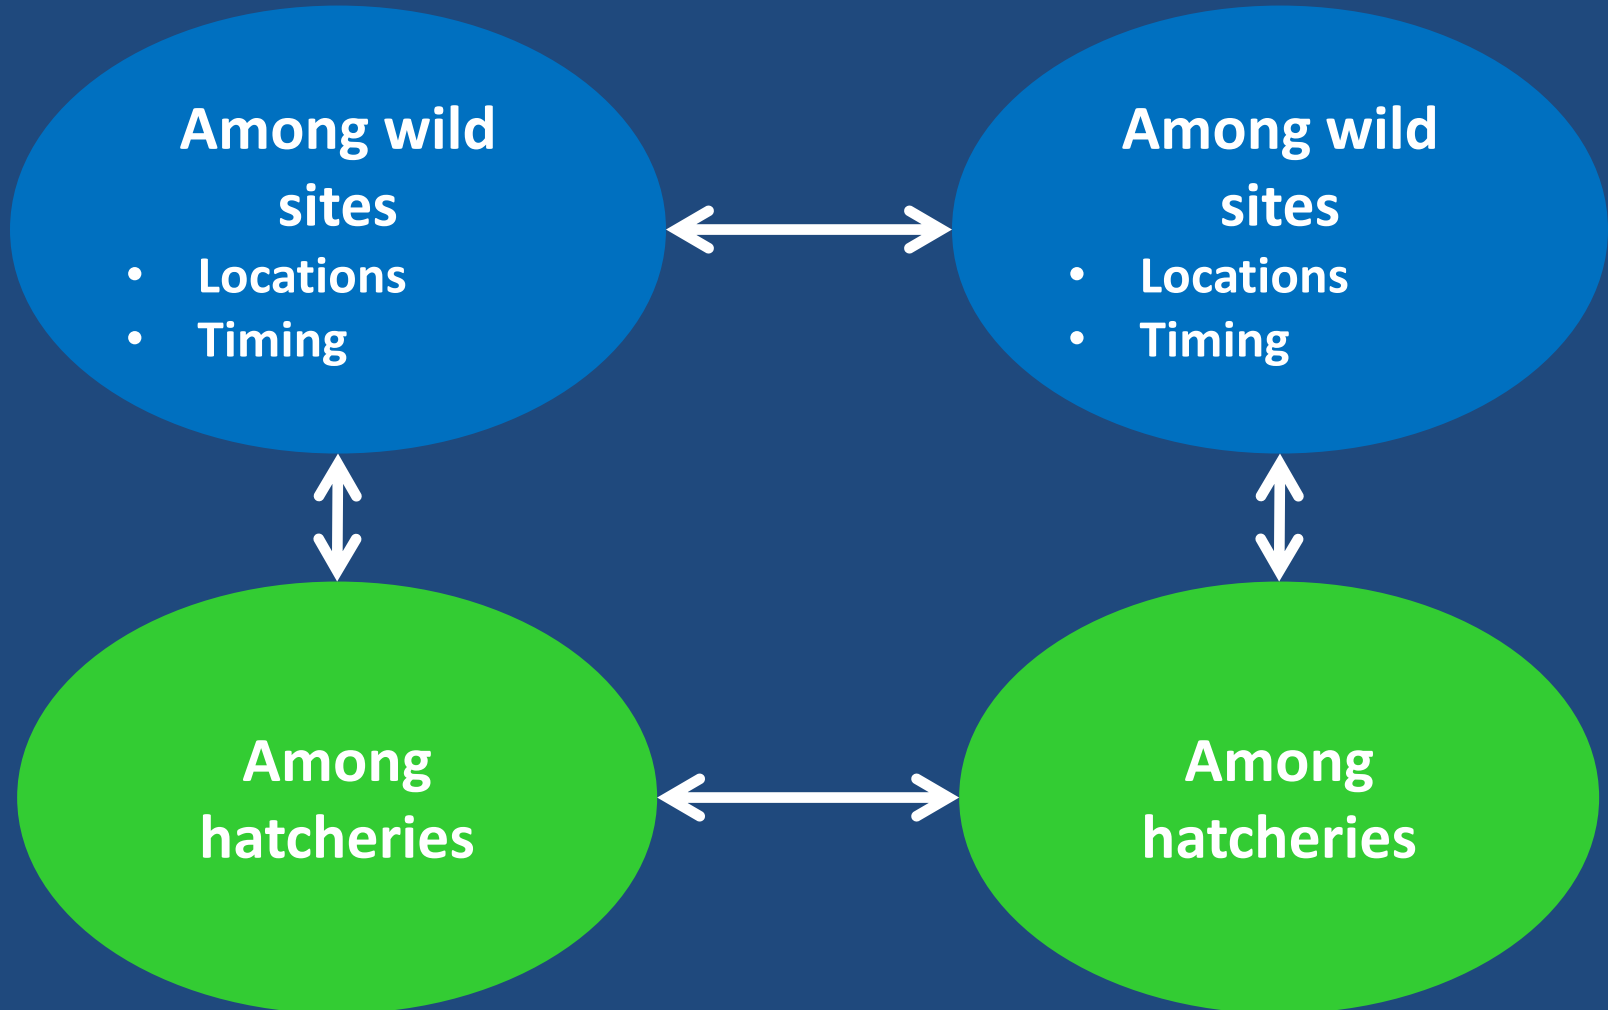 Among wild
sites
• Locations
• Timing
Among wild
sites
• Locations
• Timing
Among
hatcheries
Among
hatcheries